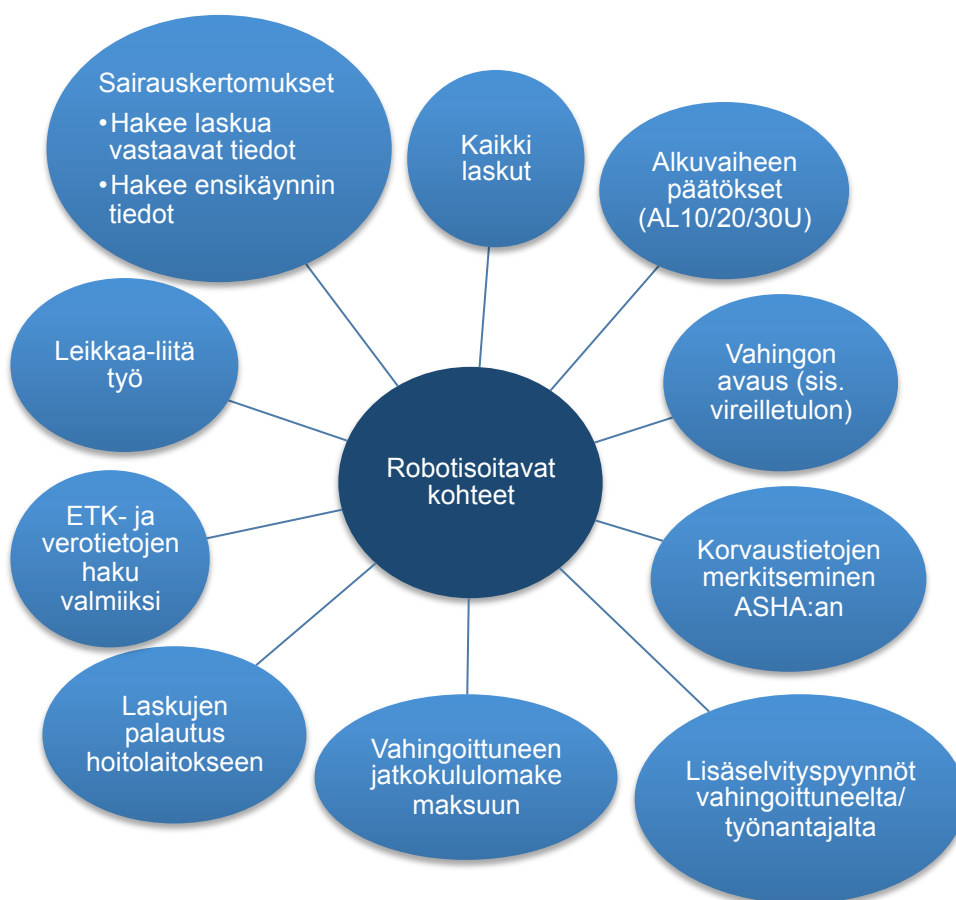 Sairauskertomukset
•Hakee laskua
vastaavat tiedot
•Hakee ensikäynnin
tiedot
Kaikki
laskut
Alkuvaiheen
päätökset
(AL10/20/30U)
Leikkaa-liitä
työ
Vahingon
avaus (sis.
vireilletulon)
Robotisoitavat
kohteet
ETK- ja
verotietojen
haku
valmiiksi
Korvaustietojen
merkitseminen
ASHA:an
Laskujen
palautus
hoitolaitokseen
Vahingoittuneen
jatkokululomake
maksuun
Lisäselvityspyynnöt
vahingoittuneelta/
työnantajalta